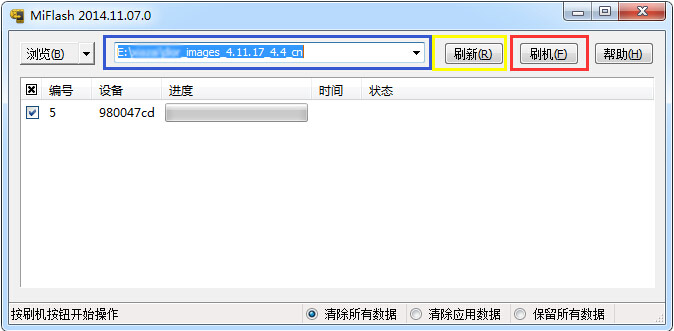 MiFlash 2014.11.07.0
浏览(B) E:\ _images_4.11.17_4.4_cn 刷新(R) 刷机(F) 帮助(H)
编号 设备 进度 时间 状态
5 980047cd
按刷机按钮开始操作 清除所有数据 清除应用数据 保留所有数据